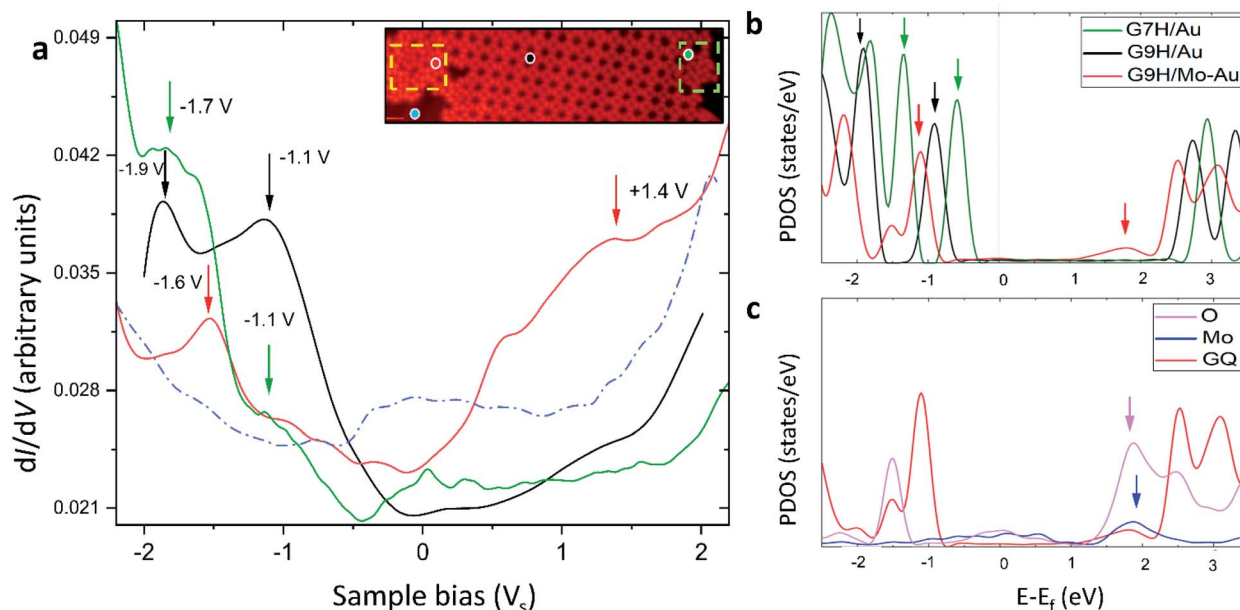 a
0.049
0.042
0.035
0.028
0.021
dI/dV (arbitrary units)
-1.7 V
-1.9 V
-1.1 V
-1.6 V
-1.1 V
+1.4 V
-2
-1
0
1
2
Sample bias (Vs)
b
PDOS (states/eV)
G7H/Au
G9H/Au
G9H/Mo-Au
-2
-1
0
1
2
3
c
PDOS (states/eV)
O
Mo
GQ
-2
-1
0
1
2
3
E-Ef (eV)